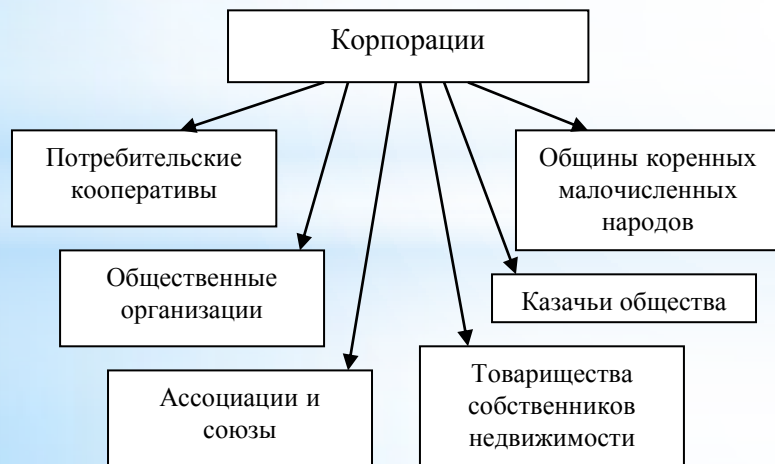 Корпорации
Потребительские
кооперативы
Общины коренных
малочисленных
народов
Общественные
организации
Казачьи общества
Ассоциации и
союзы
Товарищества
собственников
недвижимости